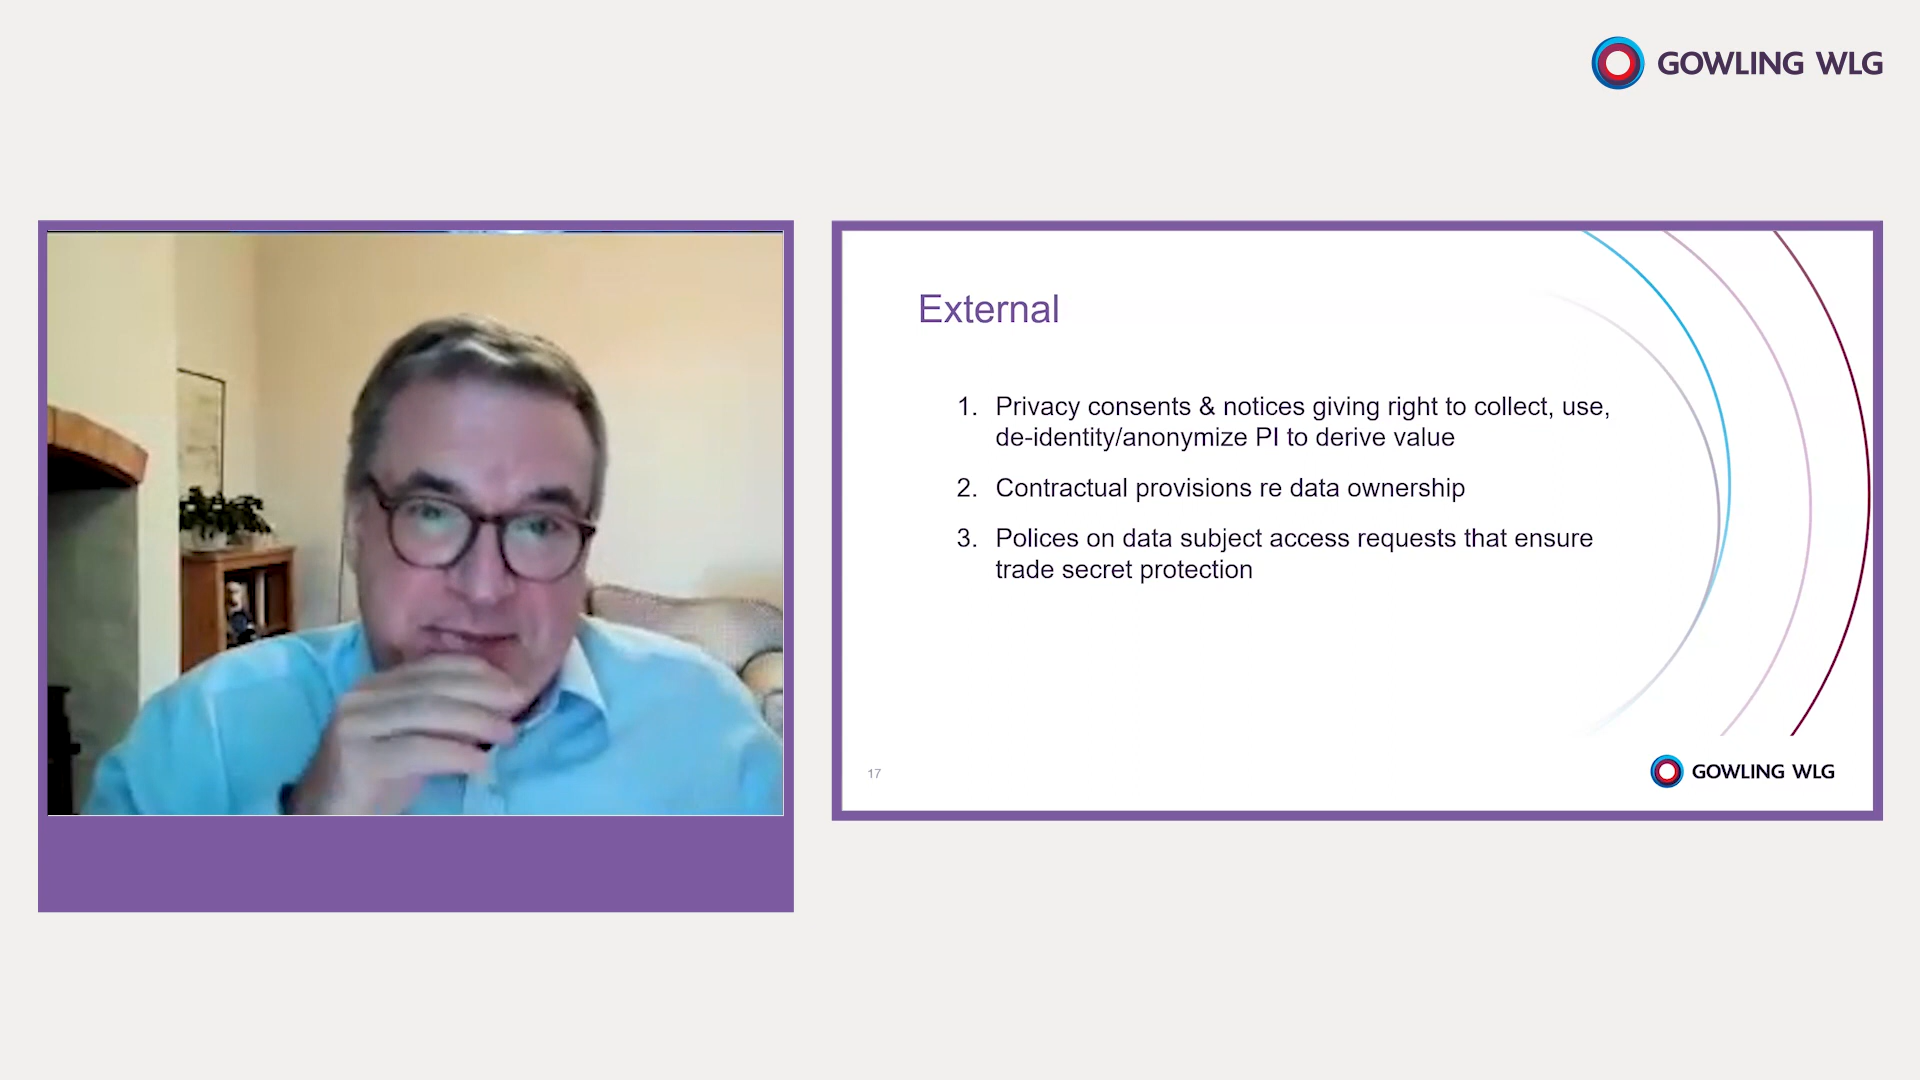 GOWLING WLG
External
1. Privacy consents & notices giving right to collect, use,
de-identity/anonymize PI to derive value
2. Contractual provisions re data ownership
3. Polices on data subject access requests that ensure
trade secret protection
17
GOWLING WLG